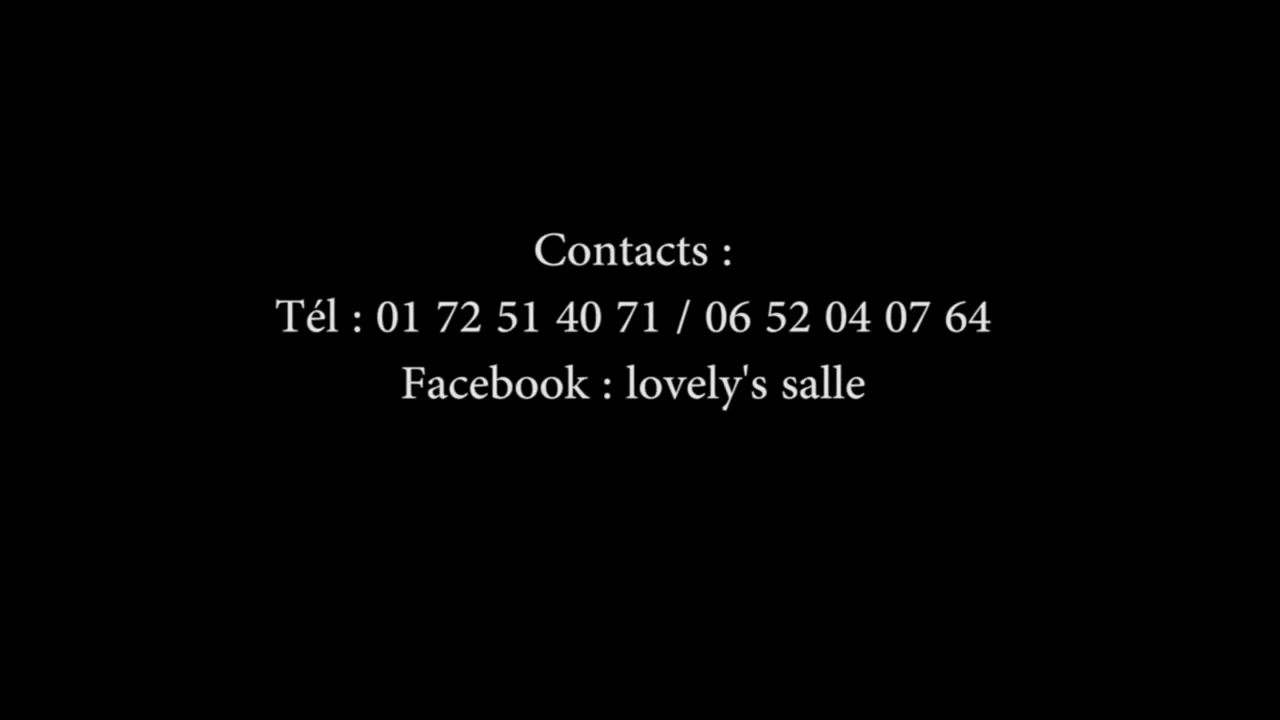 Contacts :
Tél : 01 72 51 40 71 / 06 52 04 07 64
Facebook : lovely's salle